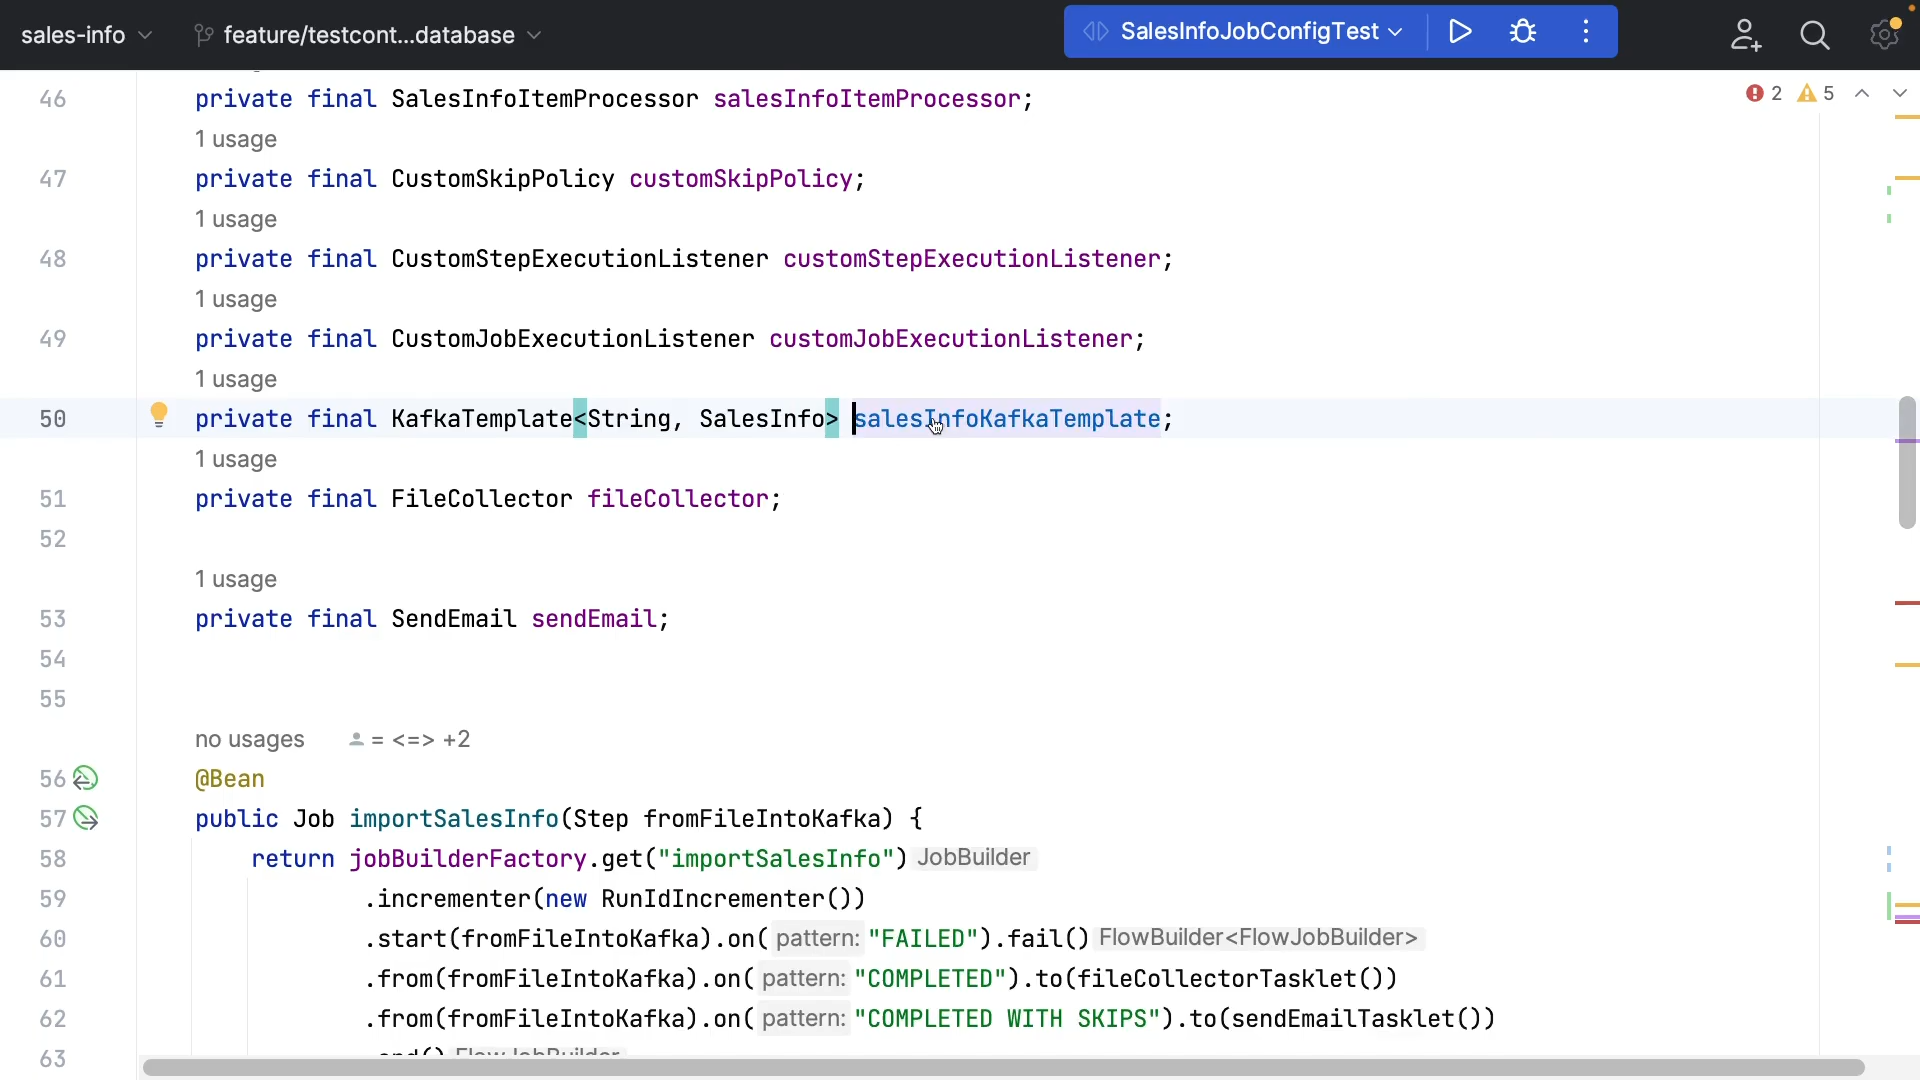 sales-info feature/testcont...database SalesInfoJobConfigTest
46 private final SalesInfoItemProcessor salesInfoItemProcessor; 2 5
1 usage
47 private final CustomSkipPolicy customSkipPolicy;
1 usage
48 private final CustomStepExecutionListener customStepExecutionListener;
1 usage
49 private final CustomJobExecutionListener customJobExecutionListener;
1 usage
50 private final KafkaTemplate<String, SalesInfo> salesInfoKafkaTemplate;
1 usage
51 private final FileCollector fileCollector;
52
1 usage
53 private final SendEmail sendEmail;
54
55
no usages = <=> +2
56 @Bean
57 public Job importSalesInfo(Step fromFileIntoKafka) {
58 return jobBuilderFactory.get("importSalesInfo") JobBuilder
59 .incrementer(new RunIdIncrementer())
60 .start(fromFileIntoKafka).on( pattern: "FAILED").fail() FlowBuilder<FlowJobBuilder>
61 .from(fromFileIntoKafka).on( pattern: "COMPLETED").to(fileCollectorTasklet())
62 .from(fromFileIntoKafka).on( pattern: "COMPLETED WITH SKIPS").to(sendEmailTasklet())
63 .end() FlowJobBuilder